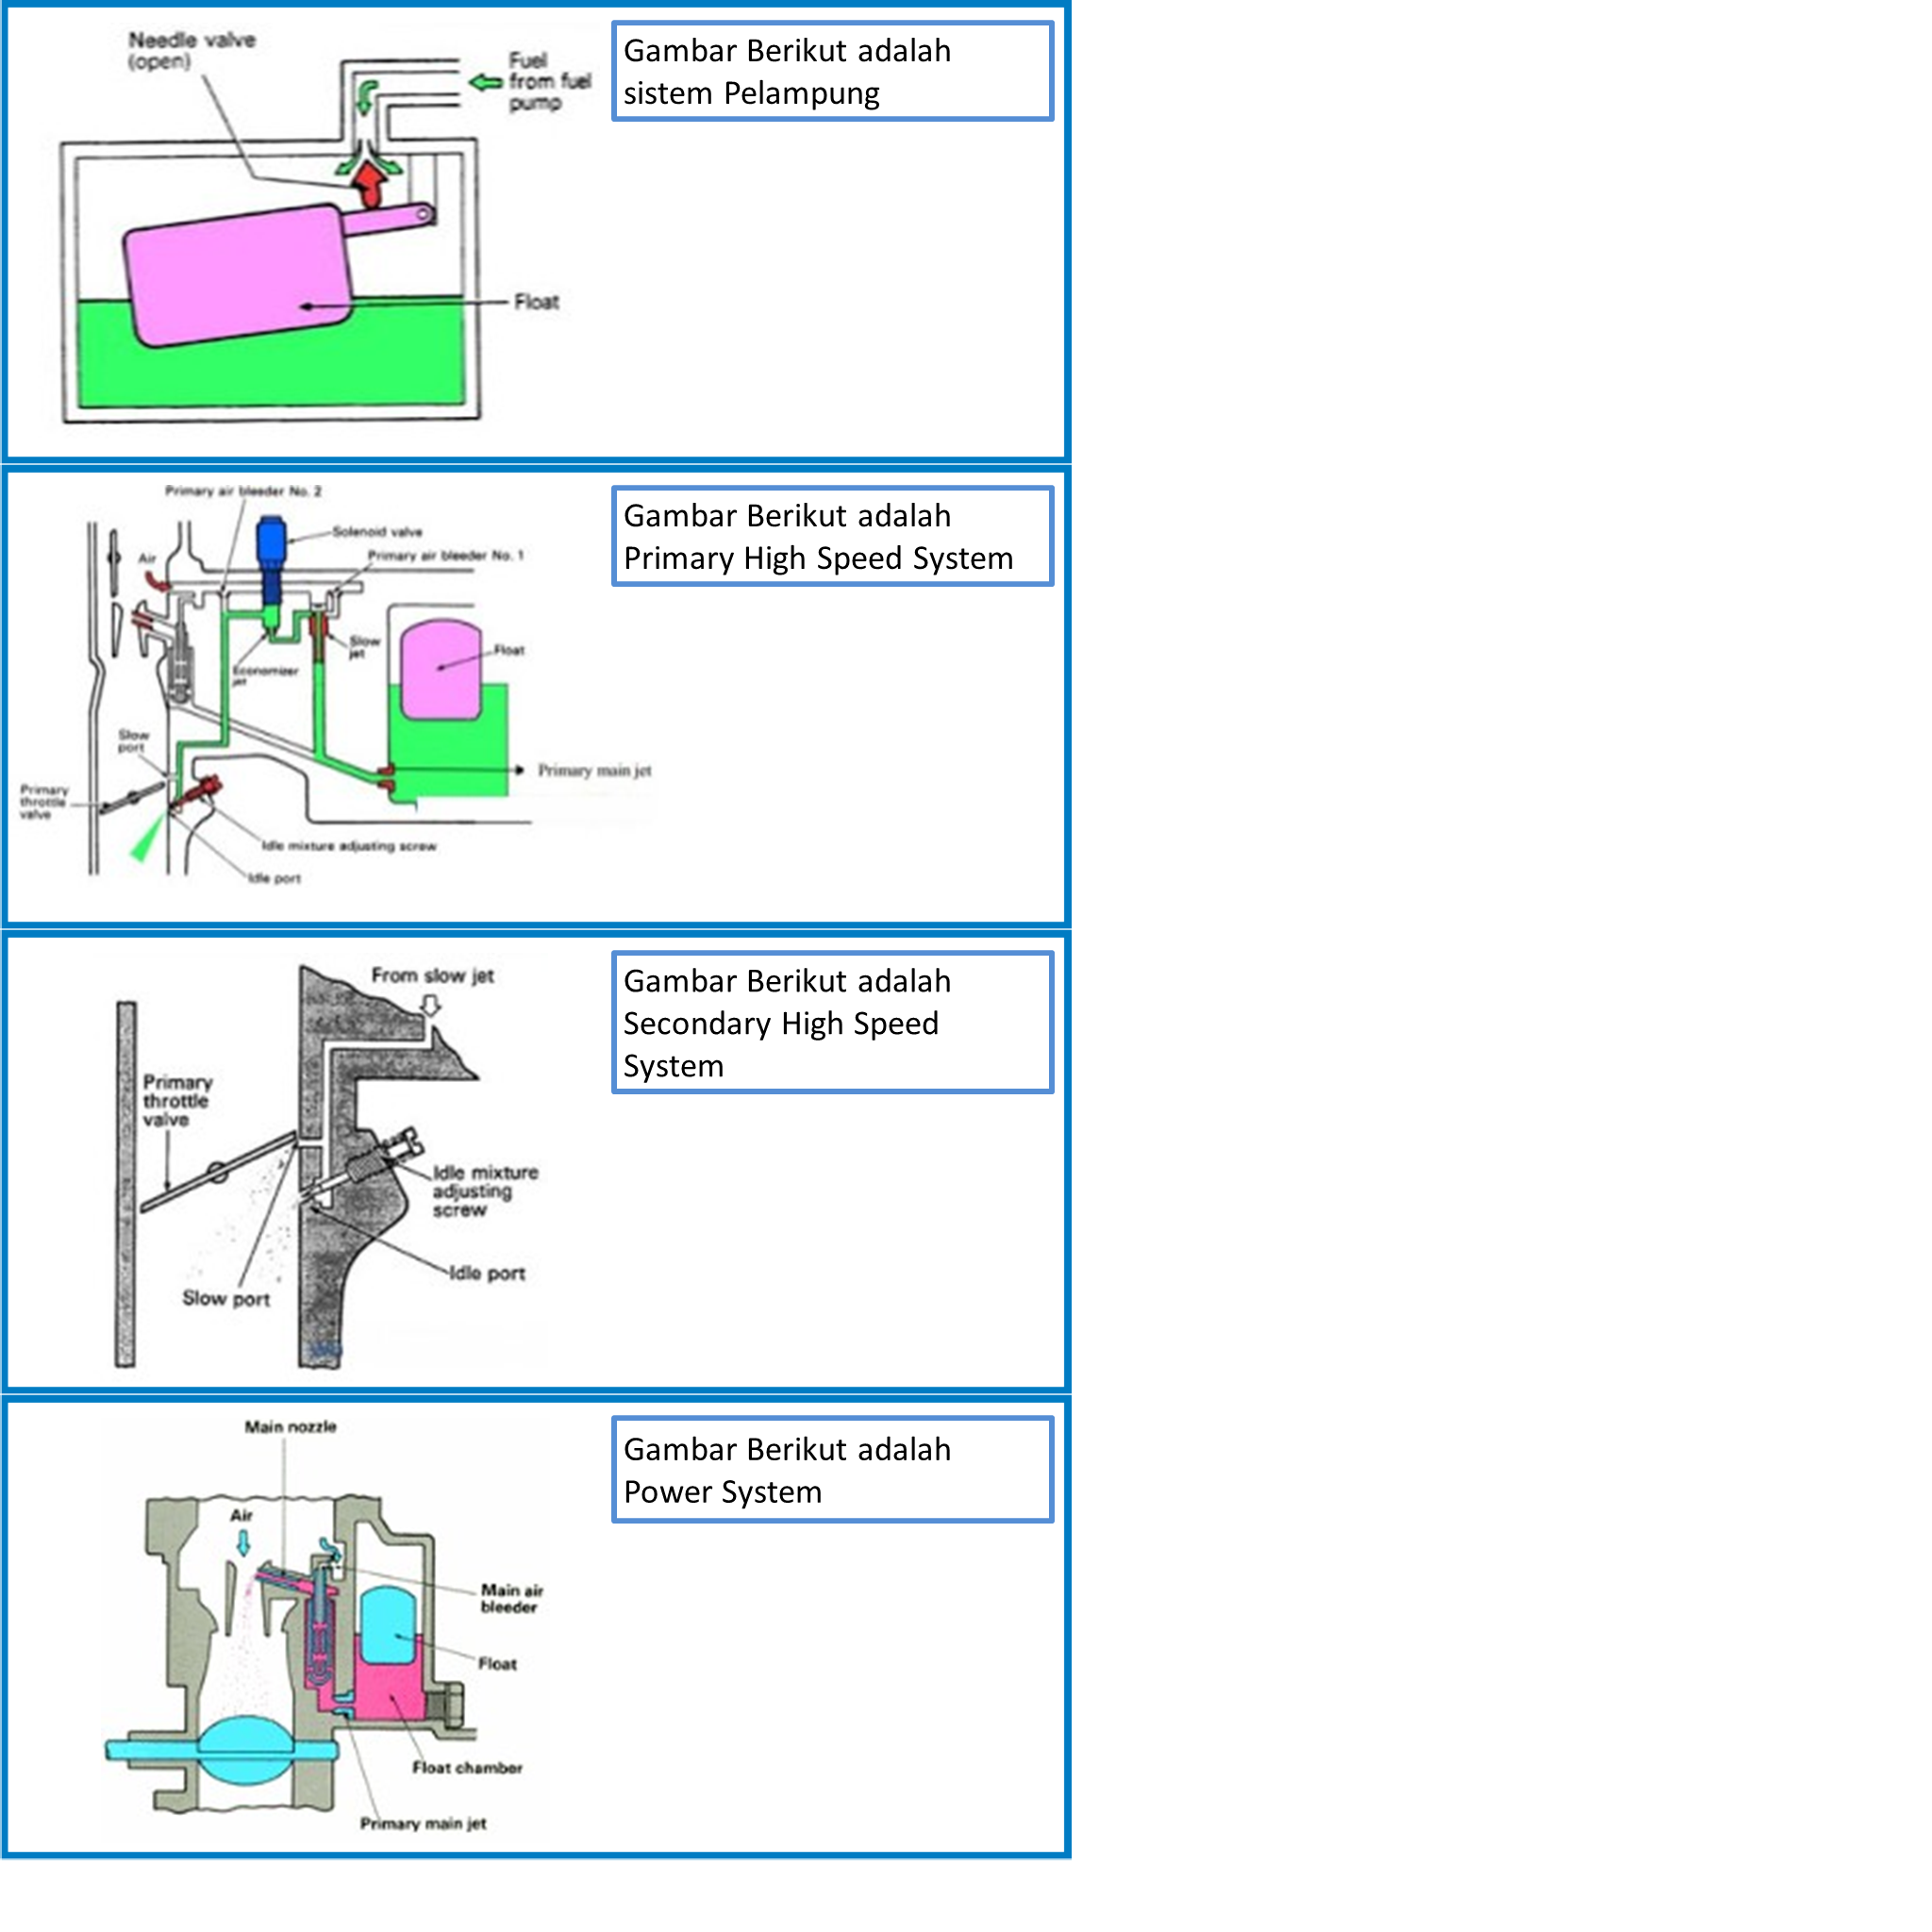 Needle valve
(open)
Fuel
from fuel
pump
Float
Gambar Berikut adalah
sistem Pelampung
Primary air bleeder No. 2
Solenoid valve
Primary air bleeder No. 1
Air
Slow
jet
Float
Economizer
jet
Slow
port
Primary main jet
Primary
throttle
valve
Idle mixture adjusting screw
Idle port
Gambar Berikut adalah
Primary High Speed System
From slow jet
Primary
throttle
valve
Idle mixture
adjusting
screw
Idle port
Slow port
Gambar Berikut adalah
Secondary High Speed
System
Main nozzle
Air
Main air
bleeder
Float
Float chamber
Primary main jet
Gambar Berikut adalah
Power System